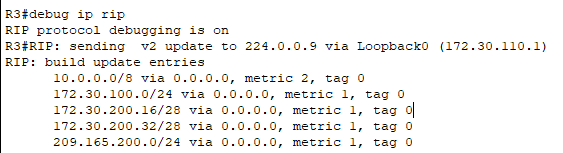 R3#debug ip rip
RIP protocol debugging is on
R3#RIP: sending  v2 update to 224.0.0.9 via Loopback0 (172.30.110.1)
RIP: build update entries
      10.0.0.0/8 via 0.0.0.0, metric 2, tag 0
      172.30.100.0/24 via 0.0.0.0, metric 1, tag 0
      172.30.200.16/28 via 0.0.0.0, metric 1, tag 0
      172.30.200.32/28 via 0.0.0.0, metric 1, tag 0
      209.165.200.0/24 via 0.0.0.0, metric 1, tag 0